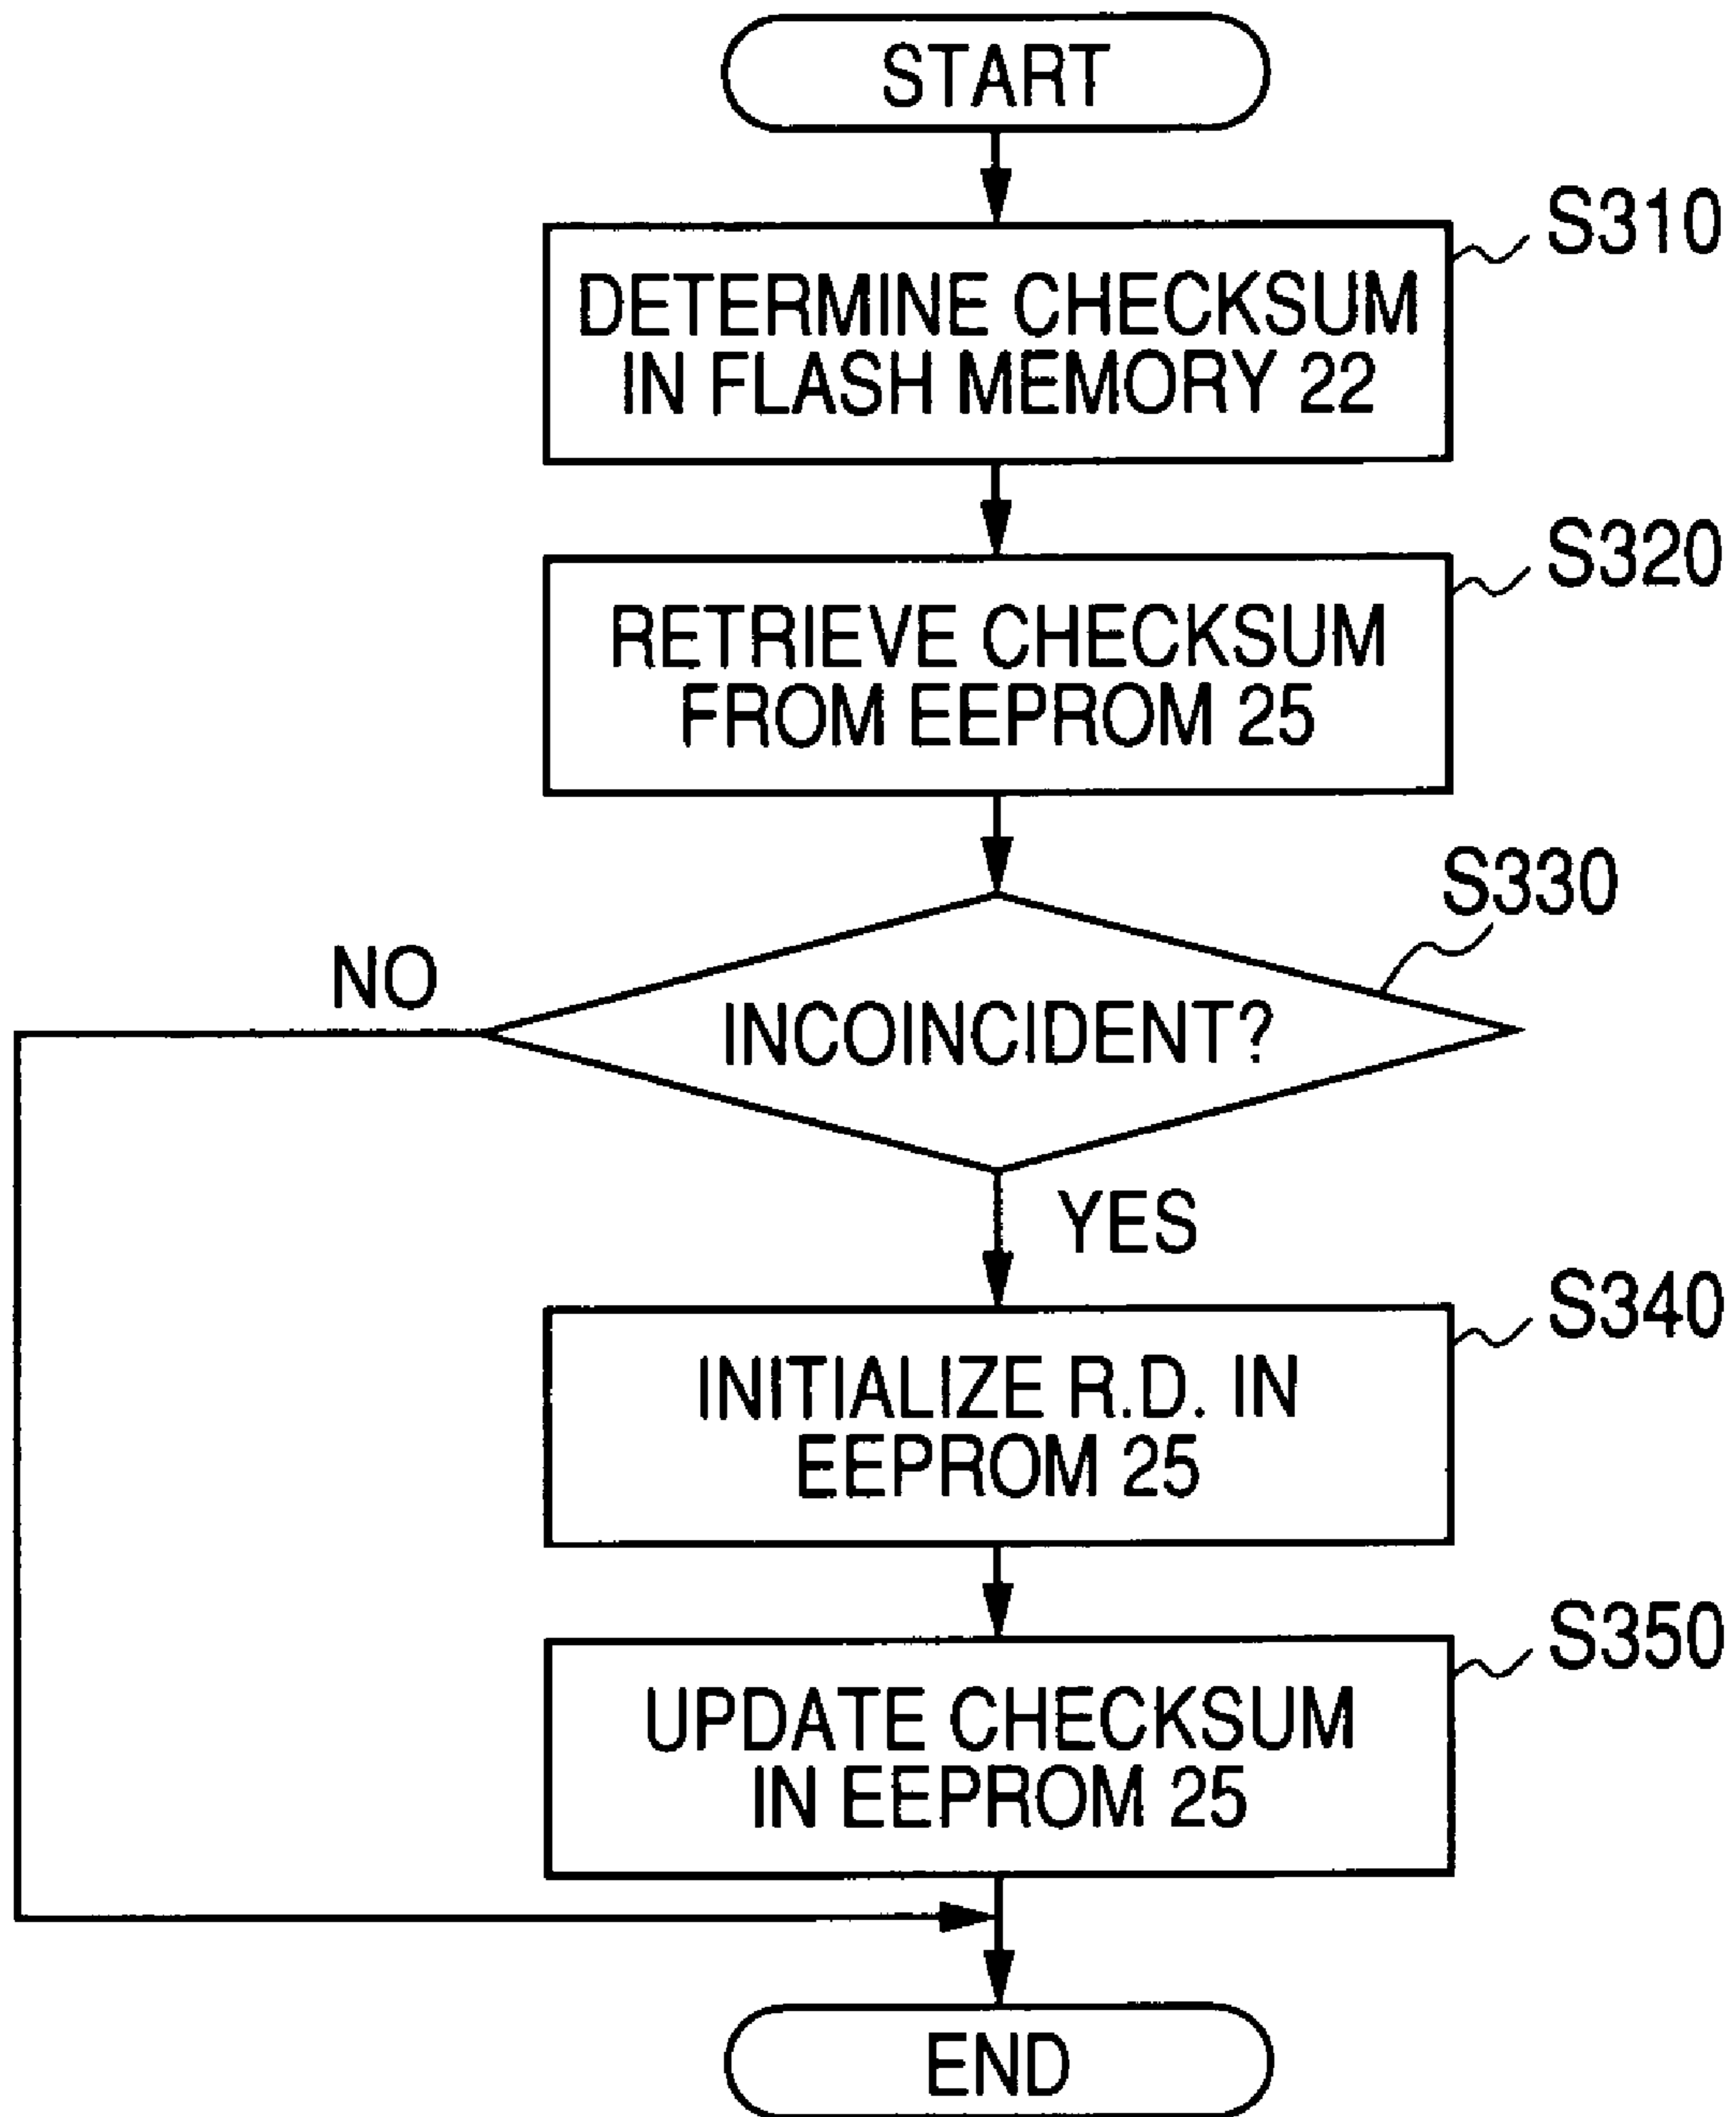 START
S310
DETERMINE CHECKSUM
IN FLASH MEMORY 22
S320
RETRIEVE CHECKSUM
FROM EEPROM 25
S330
NO
INCOINCIDENT?
YES
S340
INITIALIZE R.D. IN
EEPROM 25
S350
UPDATE CHECKSUM
IN EEPROM 25
END